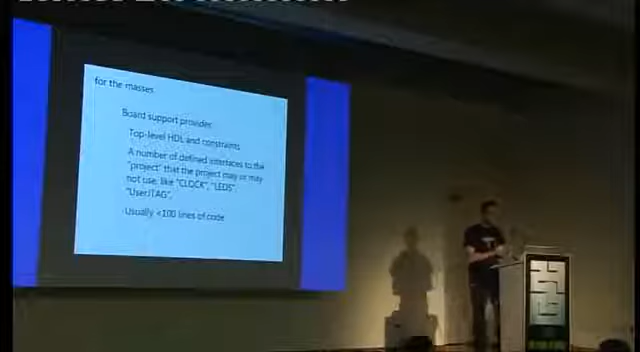 for the masses
Board support provides:
Top-level HDL and constraints
A number of defined interfaces to the
"project" that the project may or may
not use, like "CLOCK", "LEDS",
"UserJTAG",
Usually <100 lines of code